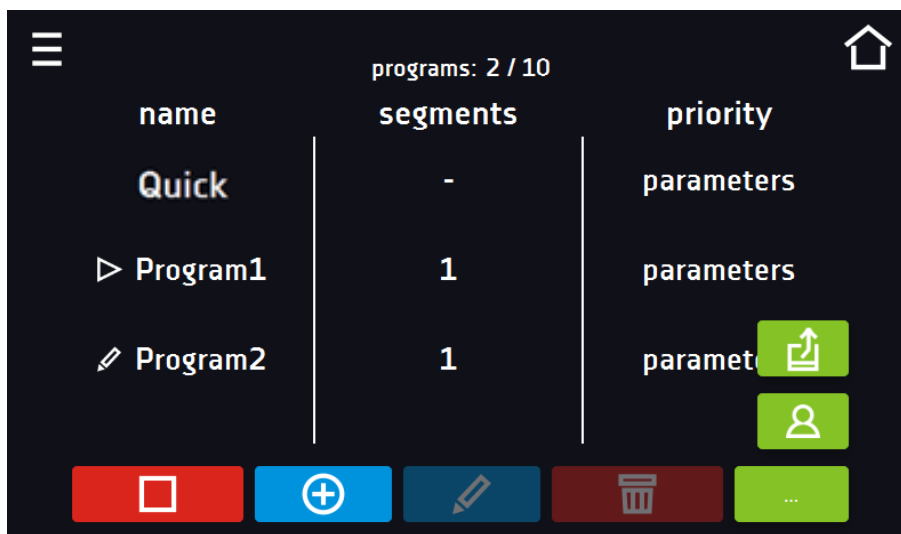 programs: 2 / 10
name segments priority
Quick - parameters
Program1 1 parameters
Program2 1 paramet
...